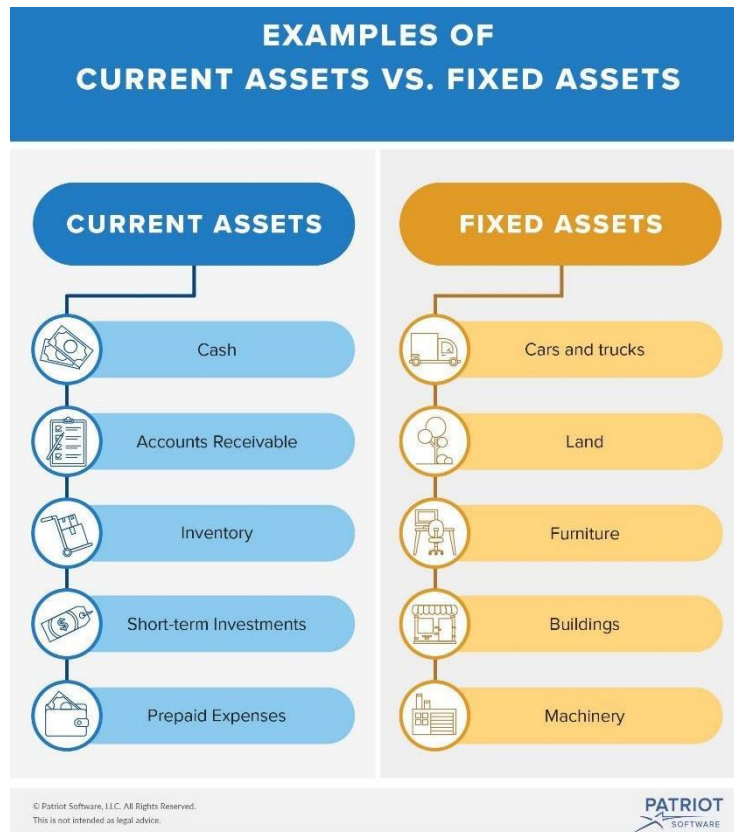 EXAMPLES OF
CURRENT ASSETS VS. FIXED ASSETS
CURRENT ASSETS
Cash
Accounts Receivable
Inventory
Short-term Investments
Prepaid Expenses
FIXED ASSETS
Cars and trucks
Land
Furniture
Buildings
Machinery
© Patriot Software, LLC. All Rights Reserved.
This is not intended as legal advice.
PATRIOT
SOFTWARE